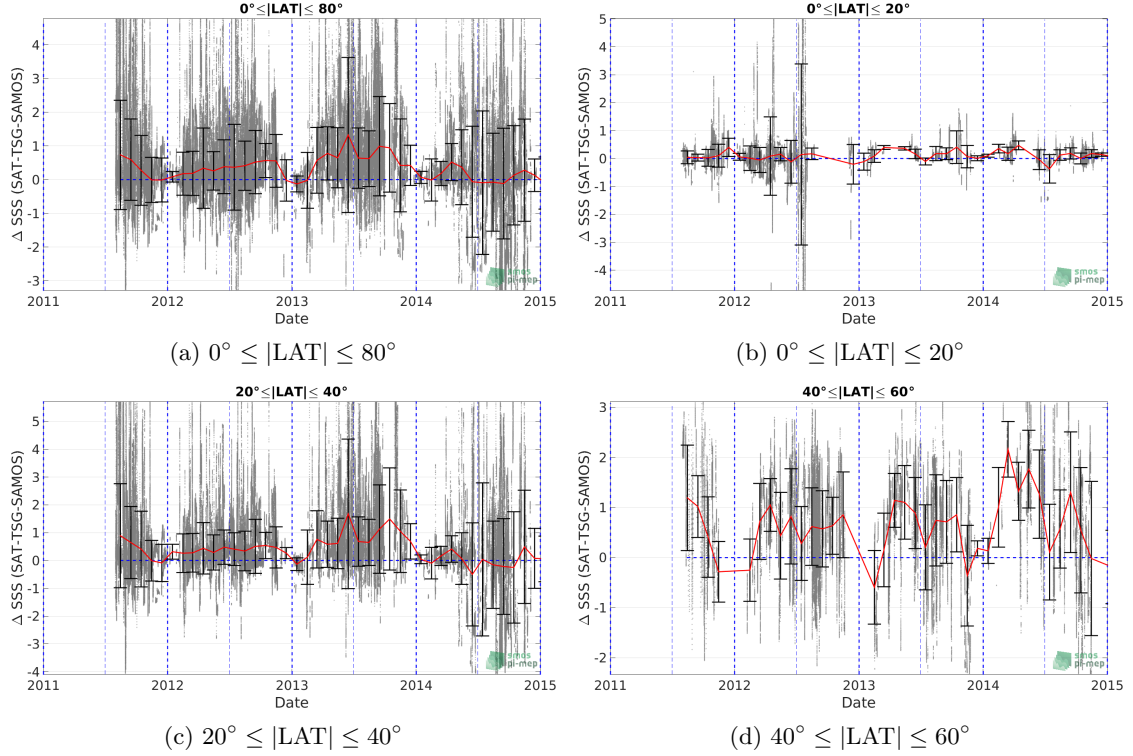 0°≤|LAT|≤ 80°
Δ SSS (SAT-TSG-SAMOS)
4
3
2
1
0
-1
-2
-3
2011 2012 2013 2014 2015
Date
smos
pi-mep
(a) 0° ≤ |LAT| ≤ 80°
0°≤|LAT|≤ 20°
Δ SSS (SAT-TSG-SAMOS)
5
4
3
2
1
0
-1
-2
-3
-4
2011 2012 2013 2014 2015
Date
smos
pi-mep
(b) 0° ≤ |LAT| ≤ 20°
20°≤|LAT|≤ 40°
Δ SSS (SAT-TSG-SAMOS)
5
4
3
2
1
0
-1
-2
-3
-4
2011 2012 2013 2014 2015
Date
smos
pi-mep
(c) 20° ≤ |LAT| ≤ 40°
40°≤|LAT|≤ 60°
Δ SSS (SAT-TSG-SAMOS)
3
2
1
0
-1
-2
2011 2012 2013 2014 2015
Date
smos
pi-mep
(d) 40° ≤ |LAT| ≤ 60°